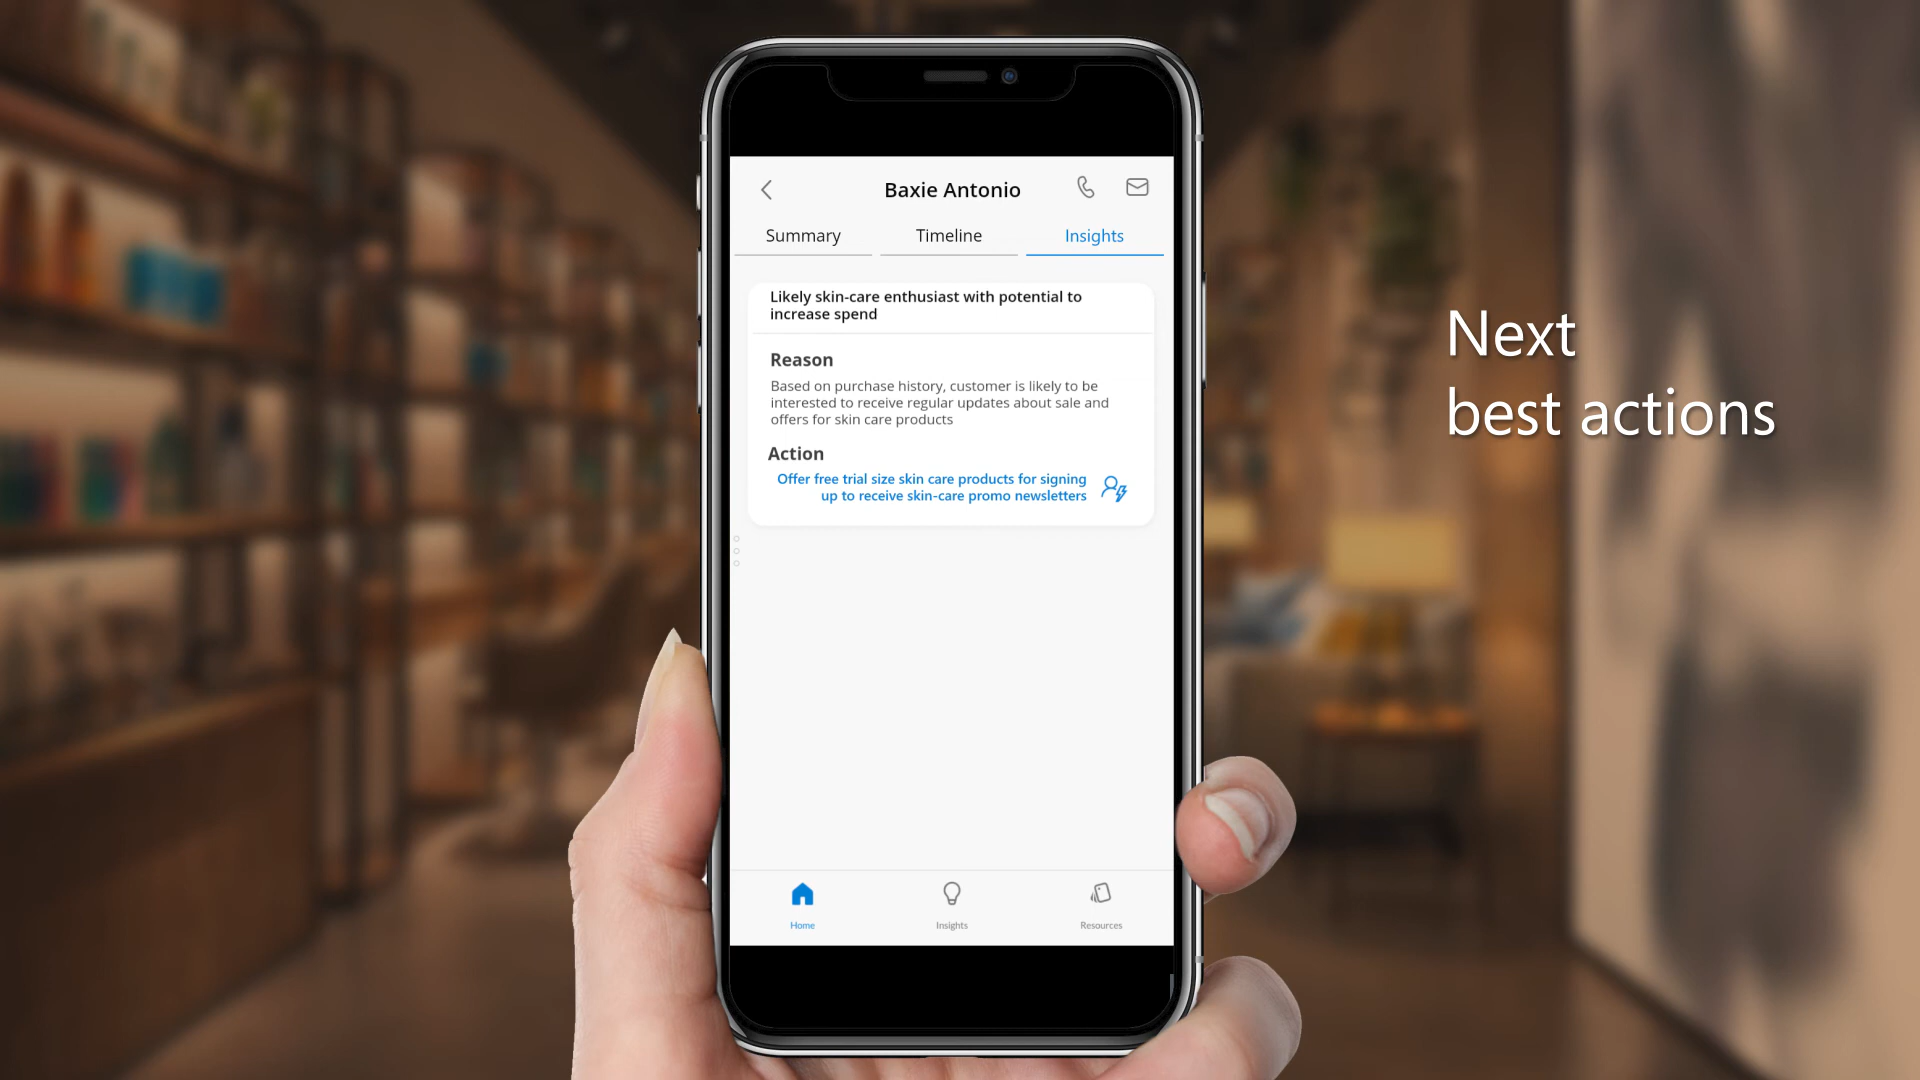 Baxie Antonio
Summary
Timeline
Insights
Likely skin-care enthusiast with potential to
increase spend
Reason
Based on purchase history, customer is likely to be
interested to receive regular updates about sale and
offers for skin care products
Action
Offer free trial size skin care products for signing
up to receive skin-care promo newsletters
Home
Insights
Resources
Next
best actions